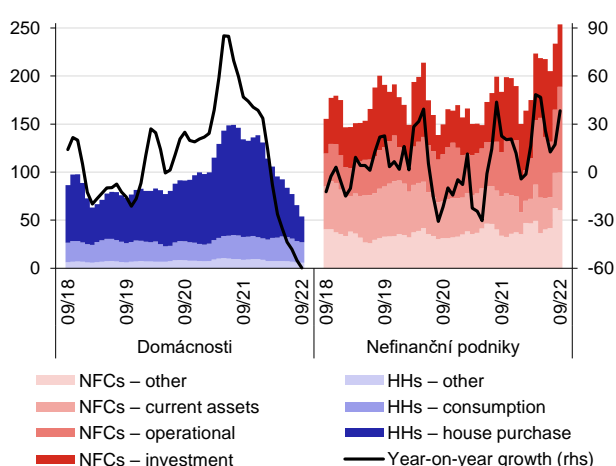 250 90
200 60
150 30
100 0
50 -30
0 -60
09/18 09/19 09/20 09/21 09/22 09/18 09/19 09/20 09/21 09/22
Domácnosti Nefinanční podniky
NFCs – other HHs – other
NFCs – current assets HHs – consumption
NFCs – operational HHs – house purchase
NFCs – investment Year-on-year growth (rhs)